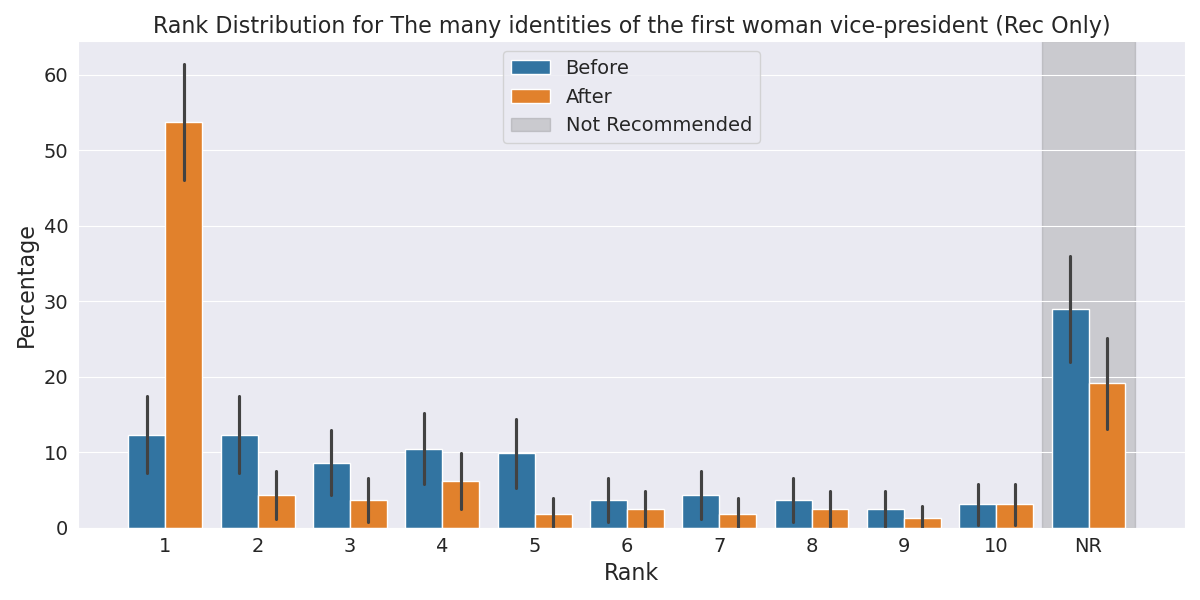 Rank Distribution for The many identities of the first woman vice-president (Rec Only)
Before
After
Not Recommended
Percentage
60
50
40
30
20
10
0
1 2 3 4 5 6 7 8 9 10 NR
Rank